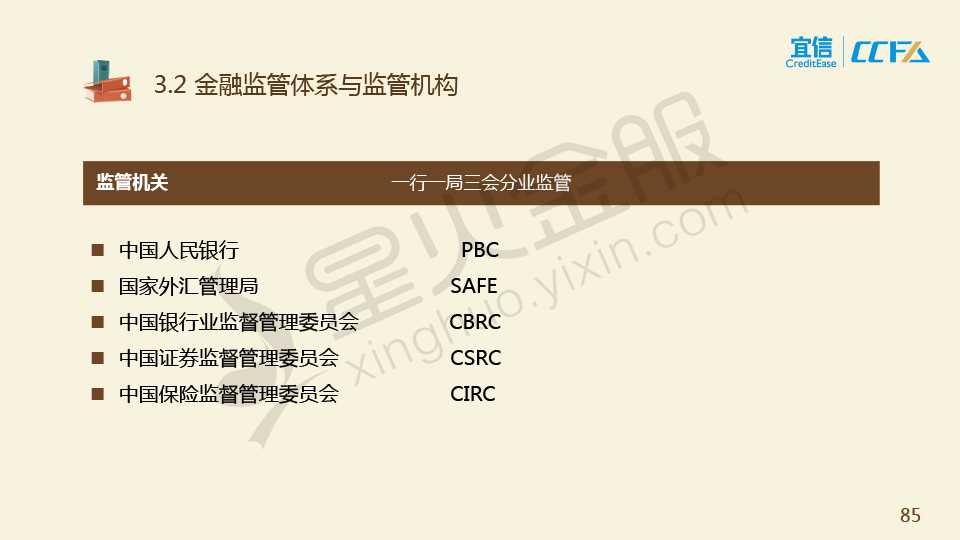 宜信
CreditEase
CCFA
3.2 金融监管体系与监管机构
监管机关 一行一局三会分业监管
中国人民银行 PBC
国家外汇管理局 SAFE
中国银行业监督管理委员会 CBRC
中国证券监督管理委员会 CSRC
中国保险监督管理委员会 CIRC
星火金服
xinghuo.yixin.com
85